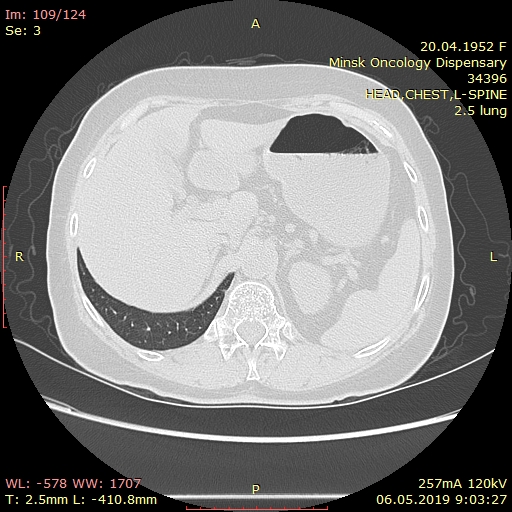 Im: 109/124
Se: 3
A
20.04.1952 F
Minsk Oncology Dispensary
34396
HEAD,CHEST,L-SPINE
2.5 lung
R
L
WL: -578 WW: 1707
T: 2.5mm L: -410.8mm
P
257mA 120kV
06.05.2019 9:03:27